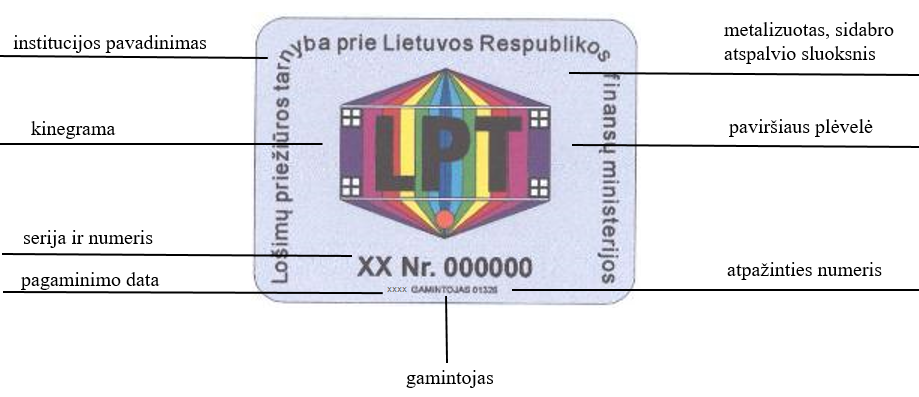 institucijos pavadinimas
metalizuotas, sidabro
atspalvio sluoksnis
Lošimų priežiūros tarnyba prie Lietuvos Respublikos finansų ministerijos
kinegrama
paviršiaus plėvelė
LPT
serija ir numeris
XX Nr. 000000
pagaminimo data
xxxx GAMINTOJAS 01326
atpažinties numeris
gamintojas